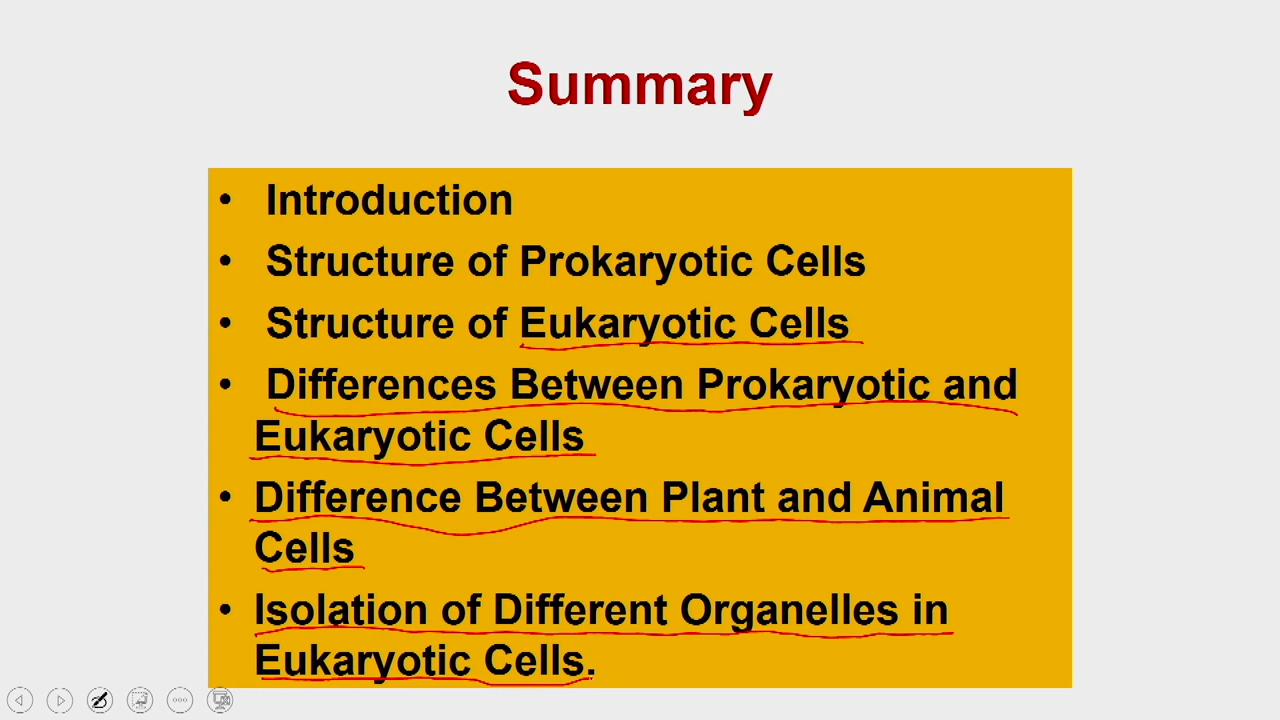 Summary
• Introduction
• Structure of Prokaryotic Cells
• Structure of Eukaryotic Cells
• Differences Between Prokaryotic and
Eukaryotic Cells
• Difference Between Plant and Animal
Cells
• Isolation of Different Organelles in
Eukaryotic Cells.